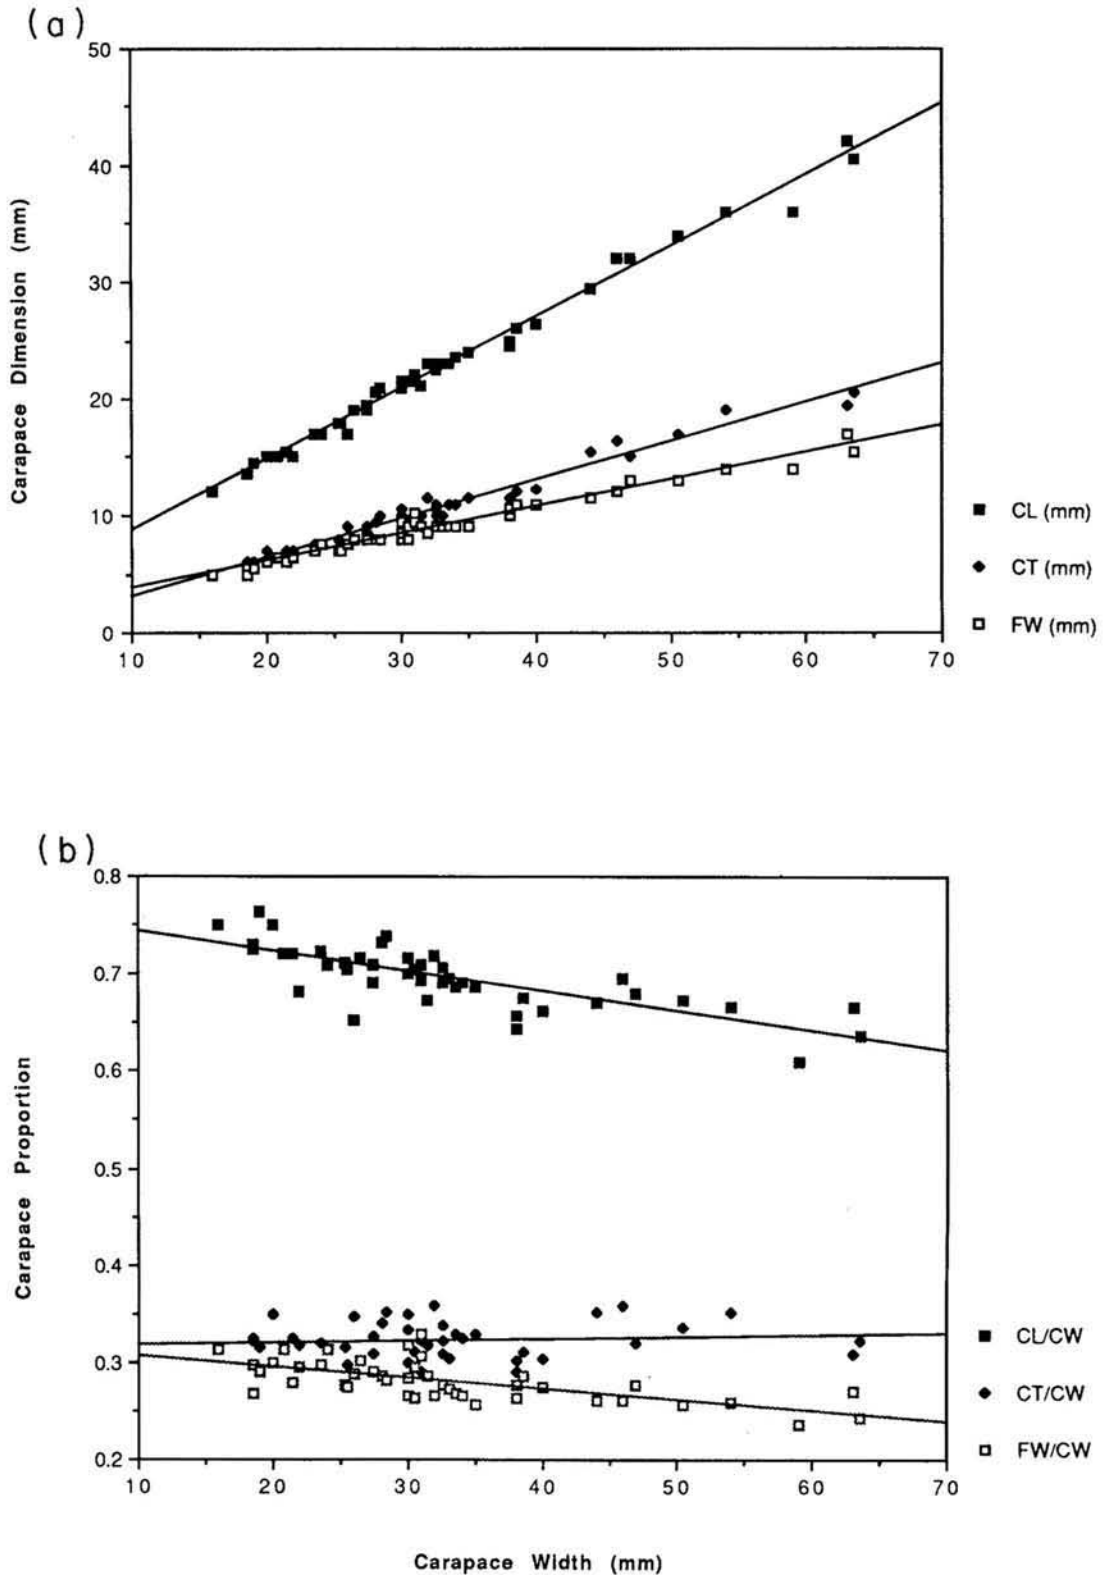 (a)
Carapace Dimension (mm)
50
40
30
20
10
0
10 20 30 40 50 60 70
CL (mm)
CT (mm)
FW (mm)
(b)
Carapace Proportion
0.8
0.7
0.6
0.5
0.4
0.3
0.2
10 20 30 40 50 60 70
CL/CW
CT/CW
FW/CW
Carapace Width (mm)